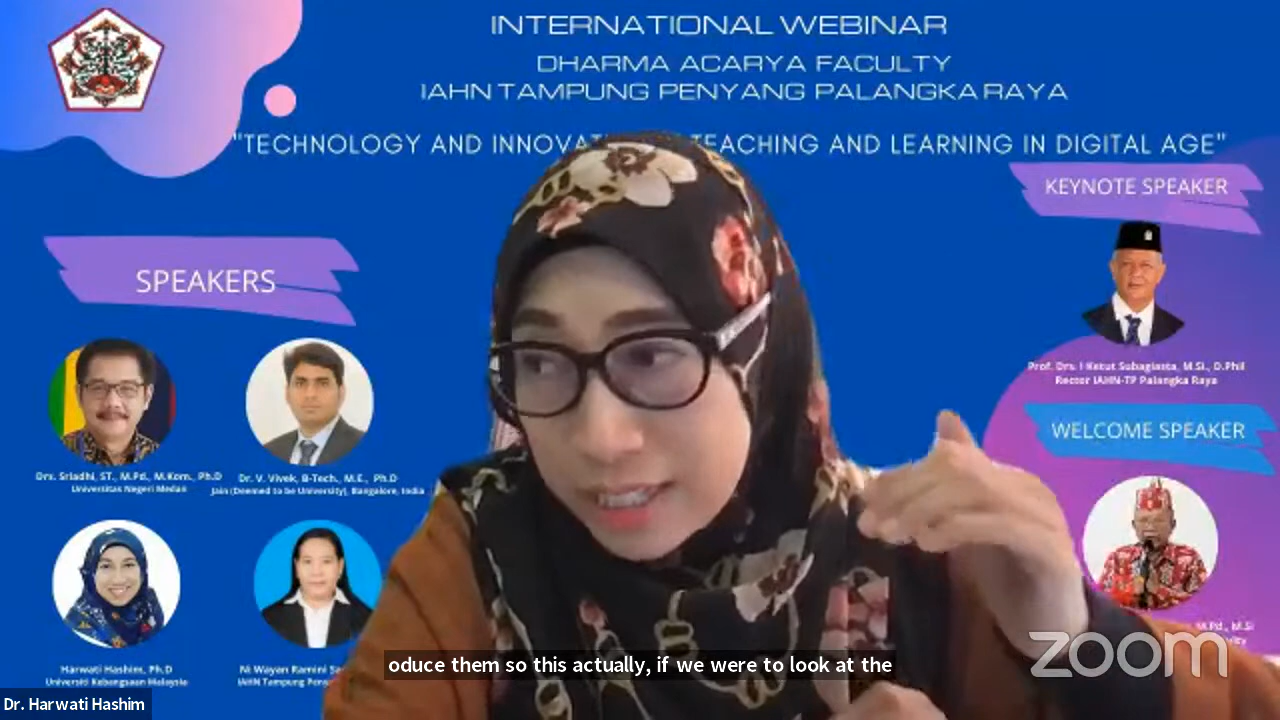 INTERNATIONAL WEBINAR
DHARMA ACARYA FACULTY
IAHN TAMPUNG PENYANG PALANGKA RAYA
"TECHNOLOGY AND INNOVAT TEACHING AND LEARNING IN DIGITAL AGE"
KEYNOTE SPEAKER
SPEAKERS
Prof. Drs. I Ketut Subagiasta, M.Si., D.Phil
Rector IAHN-TP Palangka Raya
WELCOME SPEAKER
Drs. Sriadhi, ST., M.Pd., M.Kom., Ph.D
Universitas Negeri Medan
Dr. V. Vivek, B-Tech., M.E., Ph.D
Jain (Deemed to be University), Bangalore, India
Harwati Hashim, Ph.D
Universiti Kebangsaan Malaysia
Ni Wayan Ramini
IAHN Tampung
M.Pd., M.Si
zoom
oduce them so this actually, if we were to look at the
Dr. Harwati Hashim